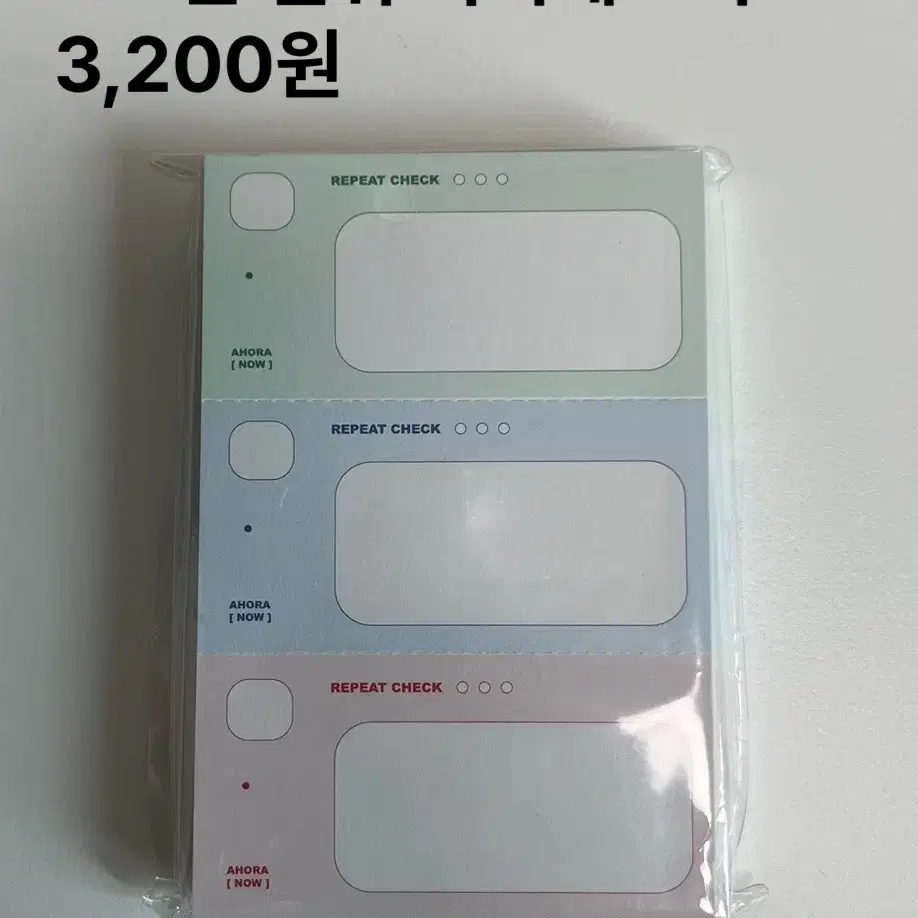 3,200원
REPEAT CHECK
AHORA
[ NOW ]
REPEAT CHECK
AHORA
[ NOW ]
REPEAT CHECK
AHORA
[ NOW ]